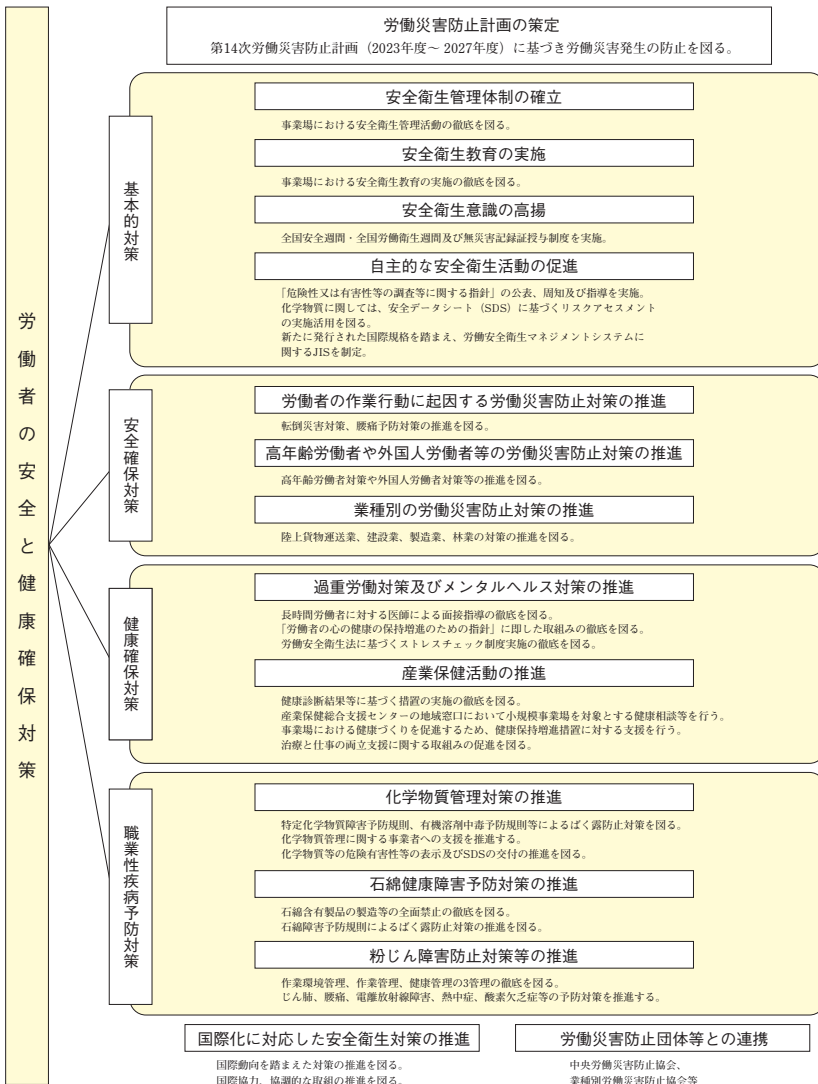 労働災害防止計画の策定
第14次労働災害防止計画（2023年度～2027年度）に基づき労働災害発生の防止を図る。
労働者の安全と健康確保対策
基本的対策
安全衛生管理体制の確立
事業場における安全衛生管理活動の徹底を図る。
安全衛生教育の実施
事業場における安全衛生教育の実施の徹底を図る。
安全衛生意識の高揚
全国安全週間・全国労働衛生週間及び無災害記録証授与制度を実施。
自主的な安全衛生活動の促進
「危険性又は有害性等の調査等に関する指針」の公表、周知及び指導を実施。
化学物質に関しては、安全データシート（SDS）に基づくリスクアセスメント
の実施活用を図る。
新たに発行された国際規格を踏まえ、労働安全衛生マネジメントシステムに
関するJISを制定。
安全確保対策
労働者の作業行動に起因する労働災害防止対策の推進
転倒災害対策、腰痛予防対策の推進を図る。
高年齢労働者や外国人労働者等の労働災害防止対策の推進
高年齢労働者対策や外国人労働者対策等の推進を図る。
業種別の労働災害防止対策の推進
陸上貨物運送業、建設業、製造業、林業の対策の推進を図る。
健康確保対策
過重労働対策及びメンタルヘルス対策の推進
長時間労働者に対する医師による面接指導の徹底を図る。
「労働者の心の健康の保持増進のための指針」に即した取組みの徹底を図る。
労働安全衛生法に基づくストレスチェック制度実施の徹底を図る。
産業保健活動の推進
健康診断結果等に基づく措置の実施の徹底を図る。
産業保健総合支援センターの地域窓口において小規模事業場を対象とする健康相談等を行う。
事業場における健康づくりを促進するため、健康保持増進措置に対する支援を行う。
治療と仕事の両立支援に関する取組みの促進を図る。
職業性疾病予防対策
化学物質管理対策の推進
特定化学物質障害予防規則、有機溶剤中毒予防規則等によるばく露防止対策を図る。
化学物質管理に関する事業者への支援を推進する。
化学物質等の危険有害性等の表示及びSDSの交付の推進を図る。
石綿健康障害予防対策の推進
石綿含有製品の製造等の全面禁止の徹底を図る。
石綿障害予防規則によるばく露防止対策の推進を図る。
粉じん障害防止対策等の推進
作業環境管理、作業管理、健康管理の3管理の徹底を図る。
じん肺、腰痛、電離放射線障害、熱中症、酸素欠乏症等の予防対策を推進する。
国際化に対応した安全衛生対策の推進
国際動向を踏まえた対策の推進を図る。
国際協力、協調的な取組の推進を図る。
労働災害防止団体等との連携
中央労働災害防止協会、
業種別労働災害防止協会等